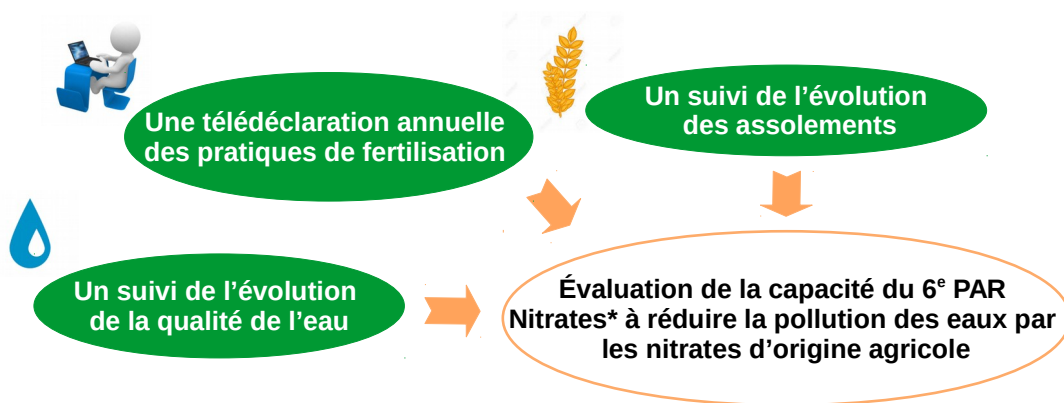 Une télédéclaration annuelle
des pratiques de fertilisation
Un suivi de l’évolution
des assolements
Un suivi de l’évolution
de la qualité de l’eau
Évaluation de la capacité du 6ᵉ PAR
Nitrates* à réduire la pollution des eaux par
les nitrates d’origine agricole